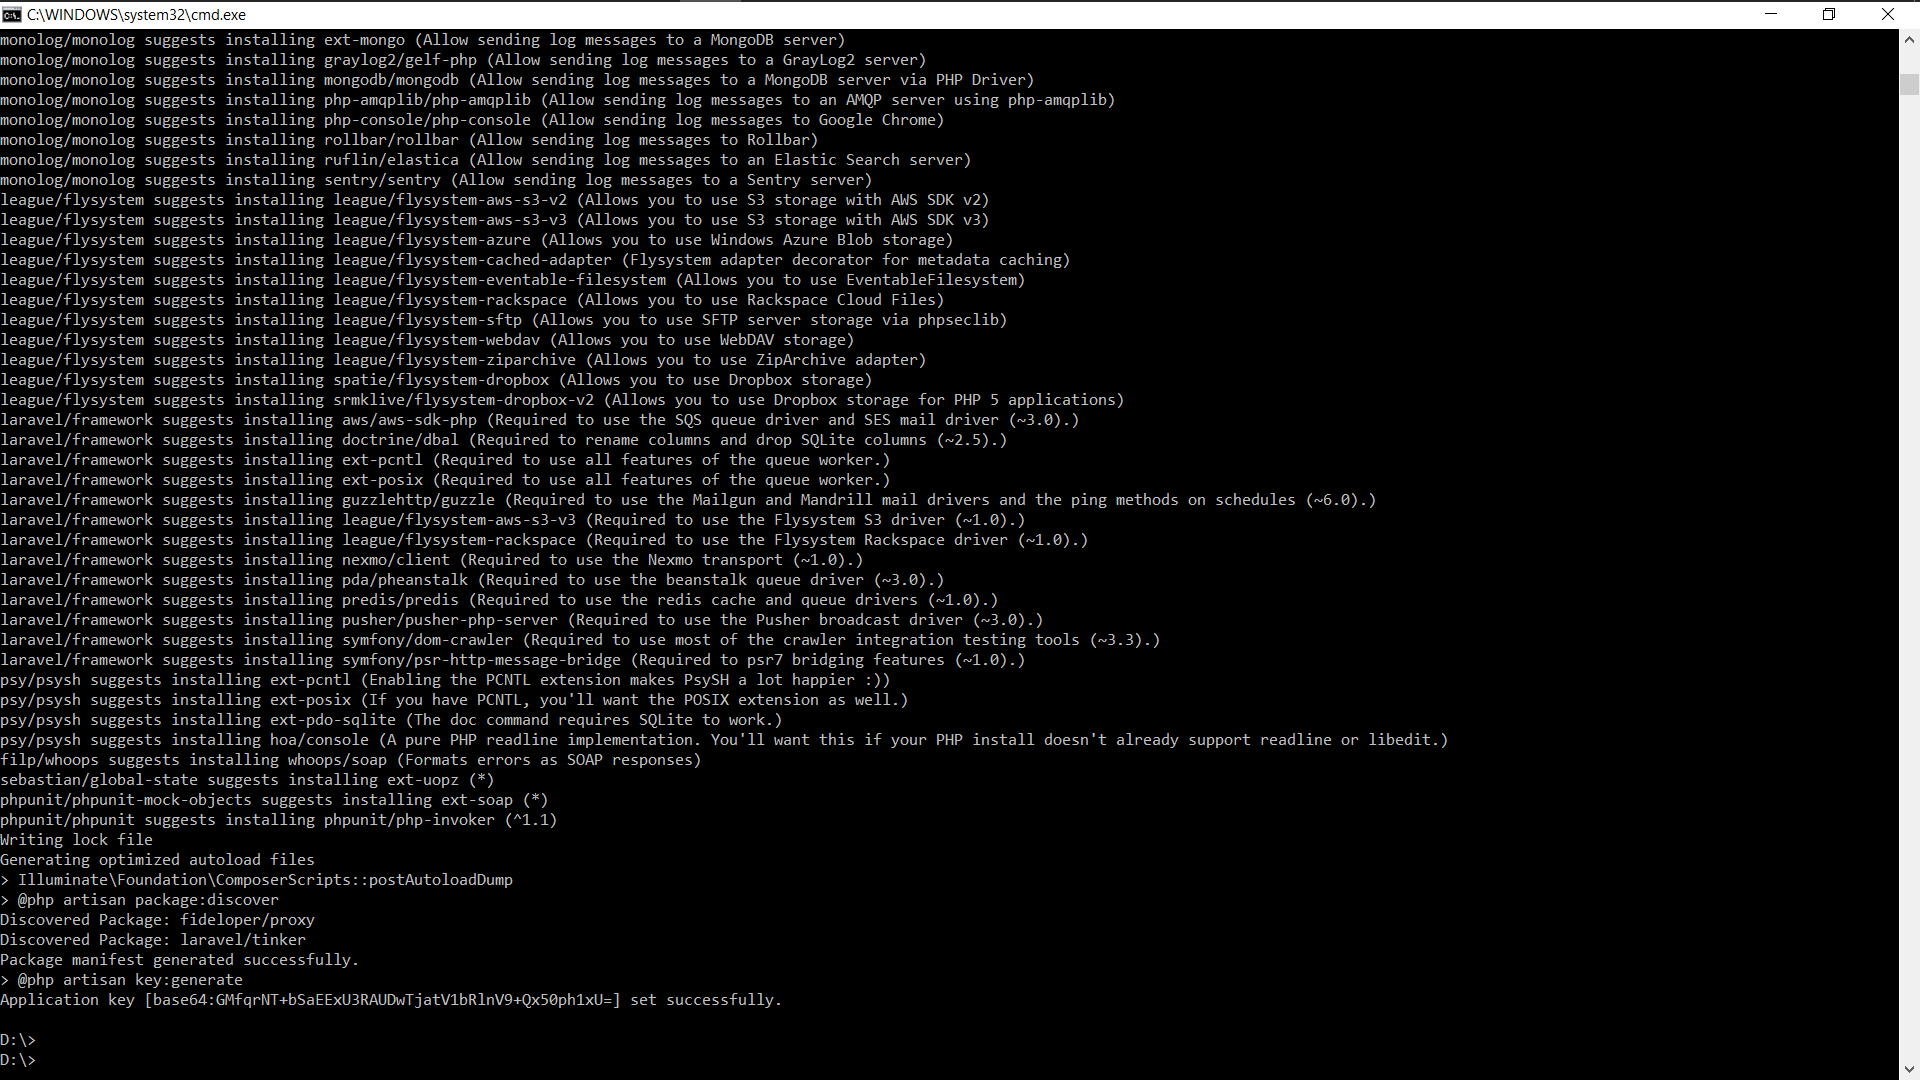 C:\WINDOWS\system32\cmd.exe
monolog/monolog suggests installing ext-mongo (Allow sending log messages to a MongoDB server)
monolog/monolog suggests installing graylog2/gelf-php (Allow sending log messages to a GrayLog2 server)
monolog/monolog suggests installing mongodb/mongodb (Allow sending log messages to a MongoDB server via PHP Driver)
monolog/monolog suggests installing php-amqplib/php-amqplib (Allow sending log messages to an AMQP server using php-amqplib)
monolog/monolog suggests installing php-console/php-console (Allow sending log messages to Google Chrome)
monolog/monolog suggests installing rollbar/rollbar (Allow sending log messages to Rollbar)
monolog/monolog suggests installing ruflin/elastica (Allow sending log messages to an Elastic Search server)
monolog/monolog suggests installing sentry/sentry (Allow sending log messages to a Sentry server)
league/flysystem suggests installing league/flysystem-aws-s3-v2 (Allows you to use S3 storage with AWS SDK v2)
league/flysystem suggests installing league/flysystem-aws-s3-v3 (Allows you to use S3 storage with AWS SDK v3)
league/flysystem suggests installing league/flysystem-azure (Allows you to use Windows Azure Blob storage)
league/flysystem suggests installing league/flysystem-cached-adapter (Flysystem adapter decorator for metadata caching)
league/flysystem suggests installing league/flysystem-eventable-filesystem (Allows you to use EventableFilesystem)
league/flysystem suggests installing league/flysystem-rackspace (Allows you to use Rackspace Cloud Files)
league/flysystem suggests installing league/flysystem-sftp (Allows you to use SFTP server storage via phpseclib)
league/flysystem suggests installing league/flysystem-webdav (Allows you to use WebDAV storage)
league/flysystem suggests installing league/flysystem-ziparchive (Allows you to use ZipArchive adapter)
league/flysystem suggests installing spatie/flysystem-dropbox (Allows you to use Dropbox storage)
league/flysystem suggests installing srmklive/flysystem-dropbox-v2 (Allows you to use Dropbox storage for PHP 5 applications)
laravel/framework suggests installing aws/aws-sdk-php (Required to use the SQS queue driver and SES mail driver (~3.0).)
laravel/framework suggests installing doctrine/dbal (Required to rename columns and drop SQLite columns (~2.5).)
laravel/framework suggests installing ext-pcntl (Required to use all features of the queue worker.)
laravel/framework suggests installing ext-posix (Required to use all features of the queue worker.)
laravel/framework suggests installing guzzlehttp/guzzle (Required to use the Mailgun and Mandrill mail drivers and the ping methods on schedules (~6.0).)
laravel/framework suggests installing league/flysystem-aws-s3-v3 (Required to use the Flysystem S3 driver (~1.0).)
laravel/framework suggests installing league/flysystem-rackspace (Required to use the Flysystem Rackspace driver (~1.0).)
laravel/framework suggests installing nexmo/client (Required to use the Nexmo transport (~1.0).)
laravel/framework suggests installing pda/pheanstalk (Required to use the beanstalk queue driver (~3.0).)
laravel/framework suggests installing predis/predis (Required to use the redis cache and queue drivers (~1.0).)
laravel/framework suggests installing pusher/pusher-php-server (Required to use the Pusher broadcast driver (~3.0).)
laravel/framework suggests installing symfony/dom-crawler (Required to use most of the crawler integration testing tools (~3.3).)
laravel/framework suggests installing symfony/psr-http-message-bridge (Required to psr7 bridging features (~1.0).)
psy/psysh suggests installing ext-pcntl (Enabling the PCNTL extension makes PsySH a lot happier :))
psy/psysh suggests installing ext-posix (If you have PCNTL, you'll want the POSIX extension as well.)
psy/psysh suggests installing ext-pdo-sqlite (The doc command requires SQLite to work.)
psy/psysh suggests installing hoa/console (A pure PHP readline implementation. You'll want this if your PHP install doesn't already support readline or libedit.)
filp/whoops suggests installing whoops/soap (Formats errors as SOAP responses)
sebastian/global-state suggests installing ext-uopz (*)
phpunit/phpunit-mock-objects suggests installing ext-soap (*)
phpunit/phpunit suggests installing phpunit/php-invoker (^1.1)
Writing lock file
Generating optimized autoload files
> Illuminate\Foundation\ComposerScripts::postAutoloadDump
> @php artisan package:discover
Discovered Package: fideloper/proxy
Discovered Package: laravel/tinker
Package manifest generated successfully.
> @php artisan key:generate
Application key [base64:GMfqrNT+bSaEExU3RAUDwTjatV1bRlnV9+Qx50ph1xU=] set successfully.
D:\>
D:\>